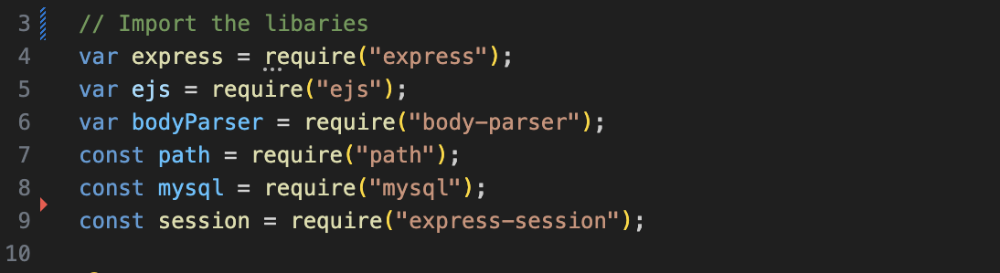 3 // Import the libaries
4 var express = require("express");
5 var ejs = require("ejs");
6 var bodyParser = require("body-parser");
7 const path = require("path");
8 const mysql = require("mysql");
9 const session = require("express-session");
10